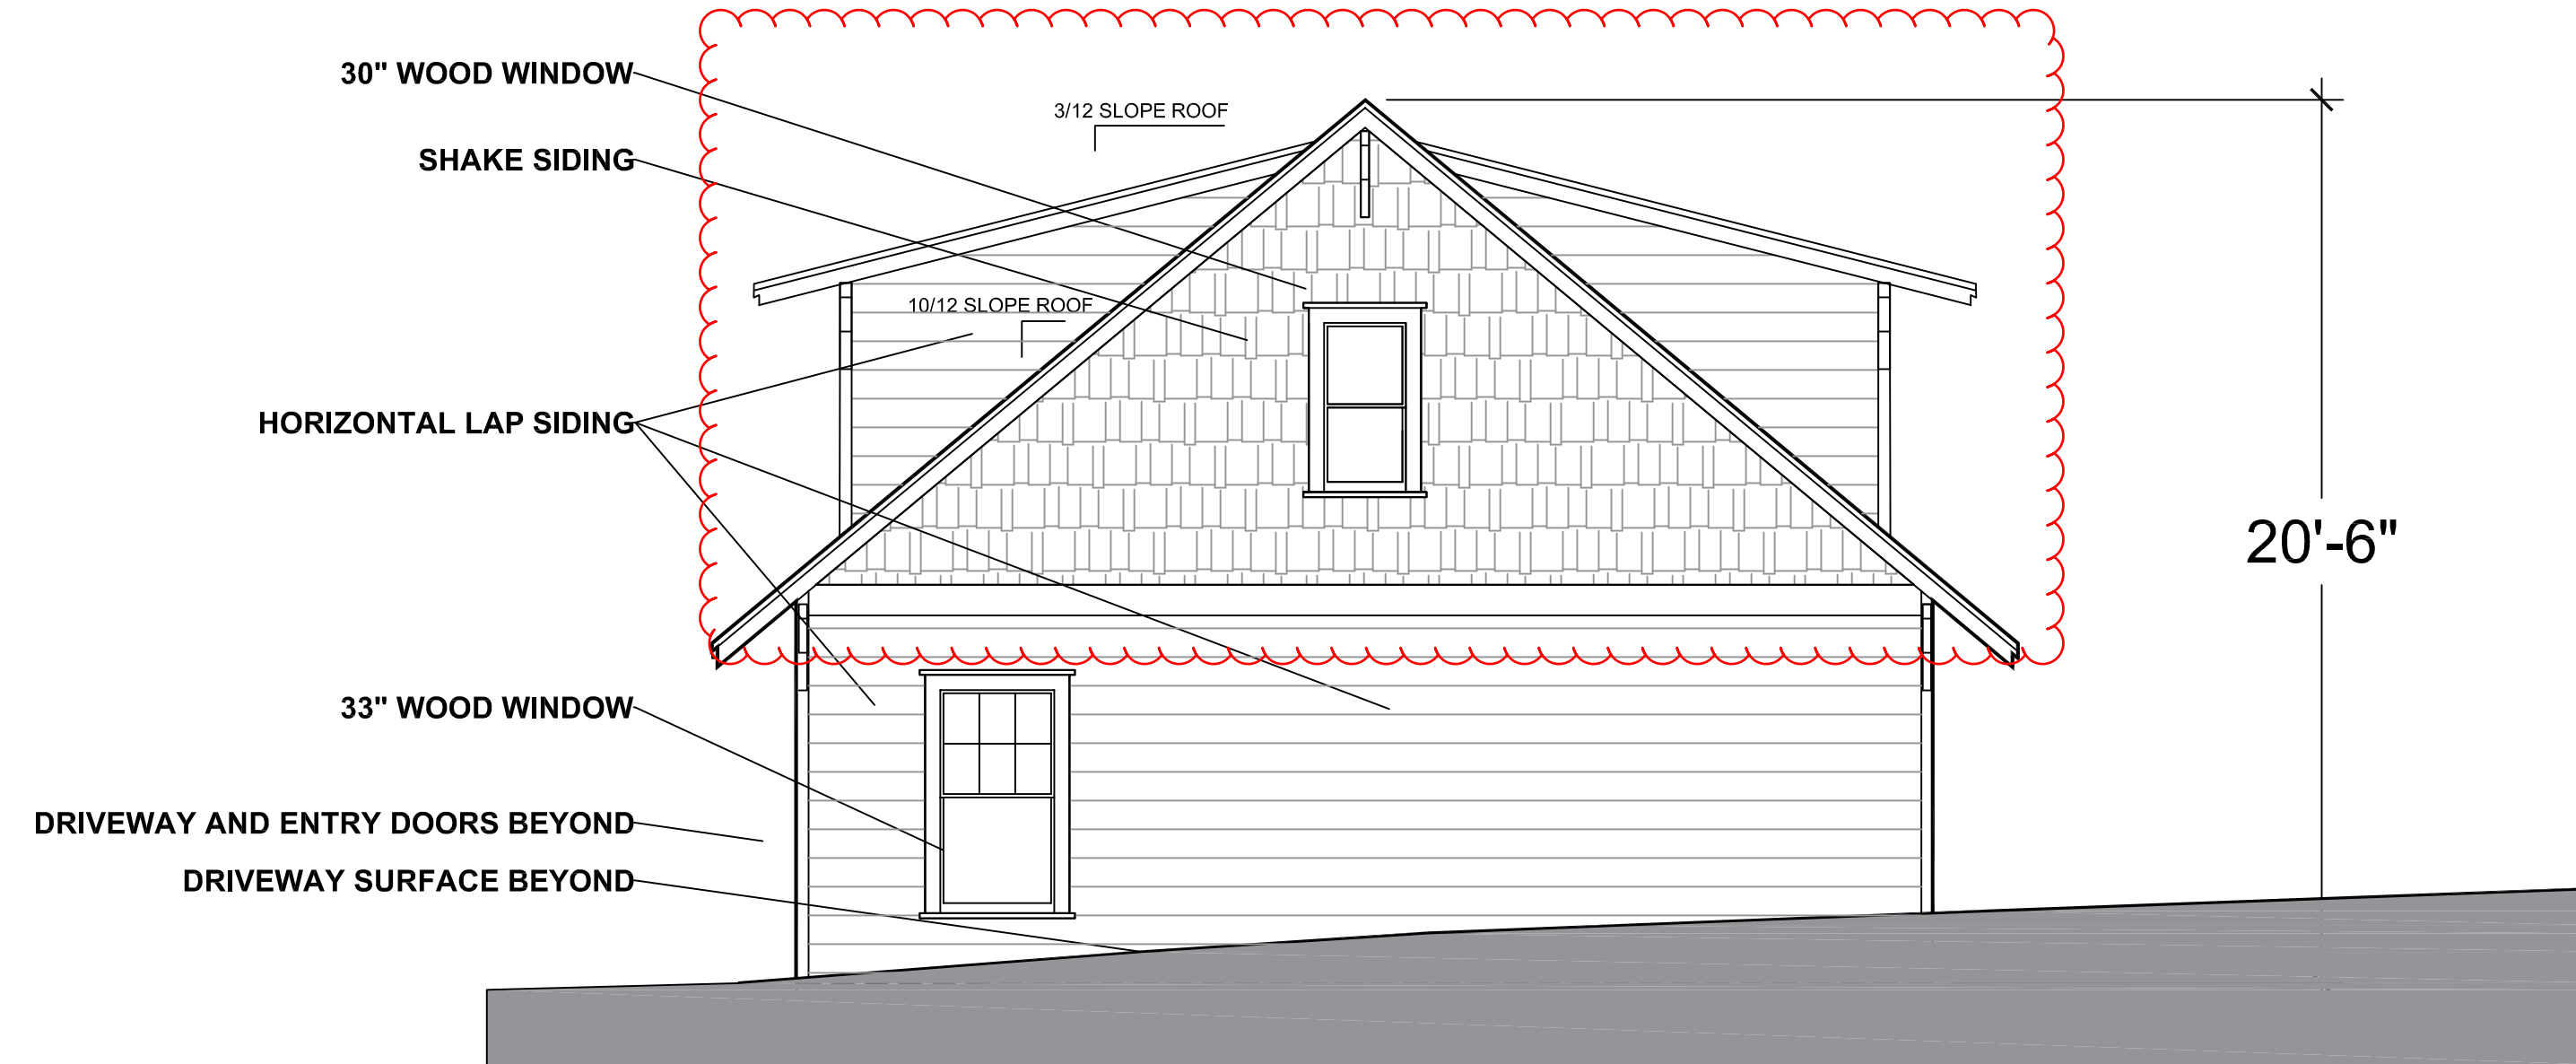 30" WOOD WINDOW
3/12 SLOPE ROOF
SHAKE SIDING
10/12 SLOPE ROOF
HORIZONTAL LAP SIDING
20'-6"
33" WOOD WINDOW
DRIVEWAY AND ENTRY DOORS BEYOND
DRIVEWAY SURFACE BEYOND